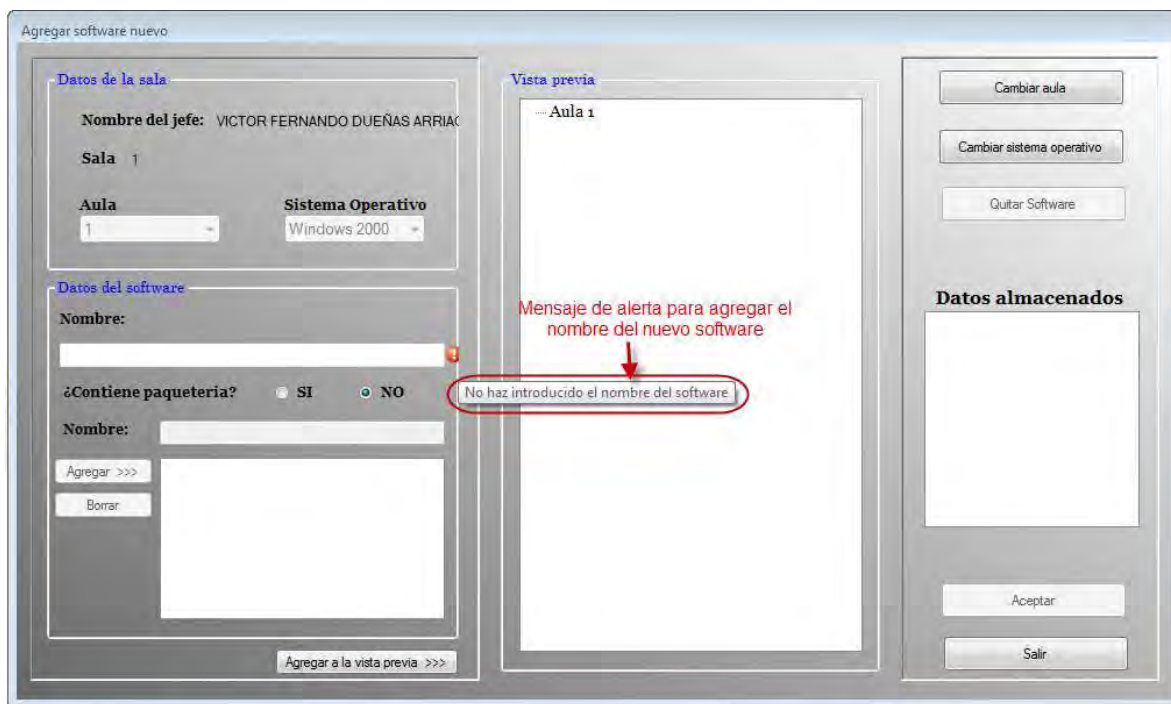 Agregar software nuevo
Datos de la sala
Nombre del jefe: VICTOR FERNANDO DUEÑAS ARRIAC
Sala 1
Aula
Sistema Operativo
1
Windows 2000
Datos del software
Nombre:
¿Contiene paqueteria? SI NO
Nombre:
Agregar >>>
Borrar
Agregar a la vista previa >>>
Vista previa
Aula 1
Mensaje de alerta para agregar el
nombre del nuevo software
No haz introducido el nombre del software
Cambiar aula
Cambiar sistema operativo
Quitar Software
Datos almacenados
Aceptar
Salir